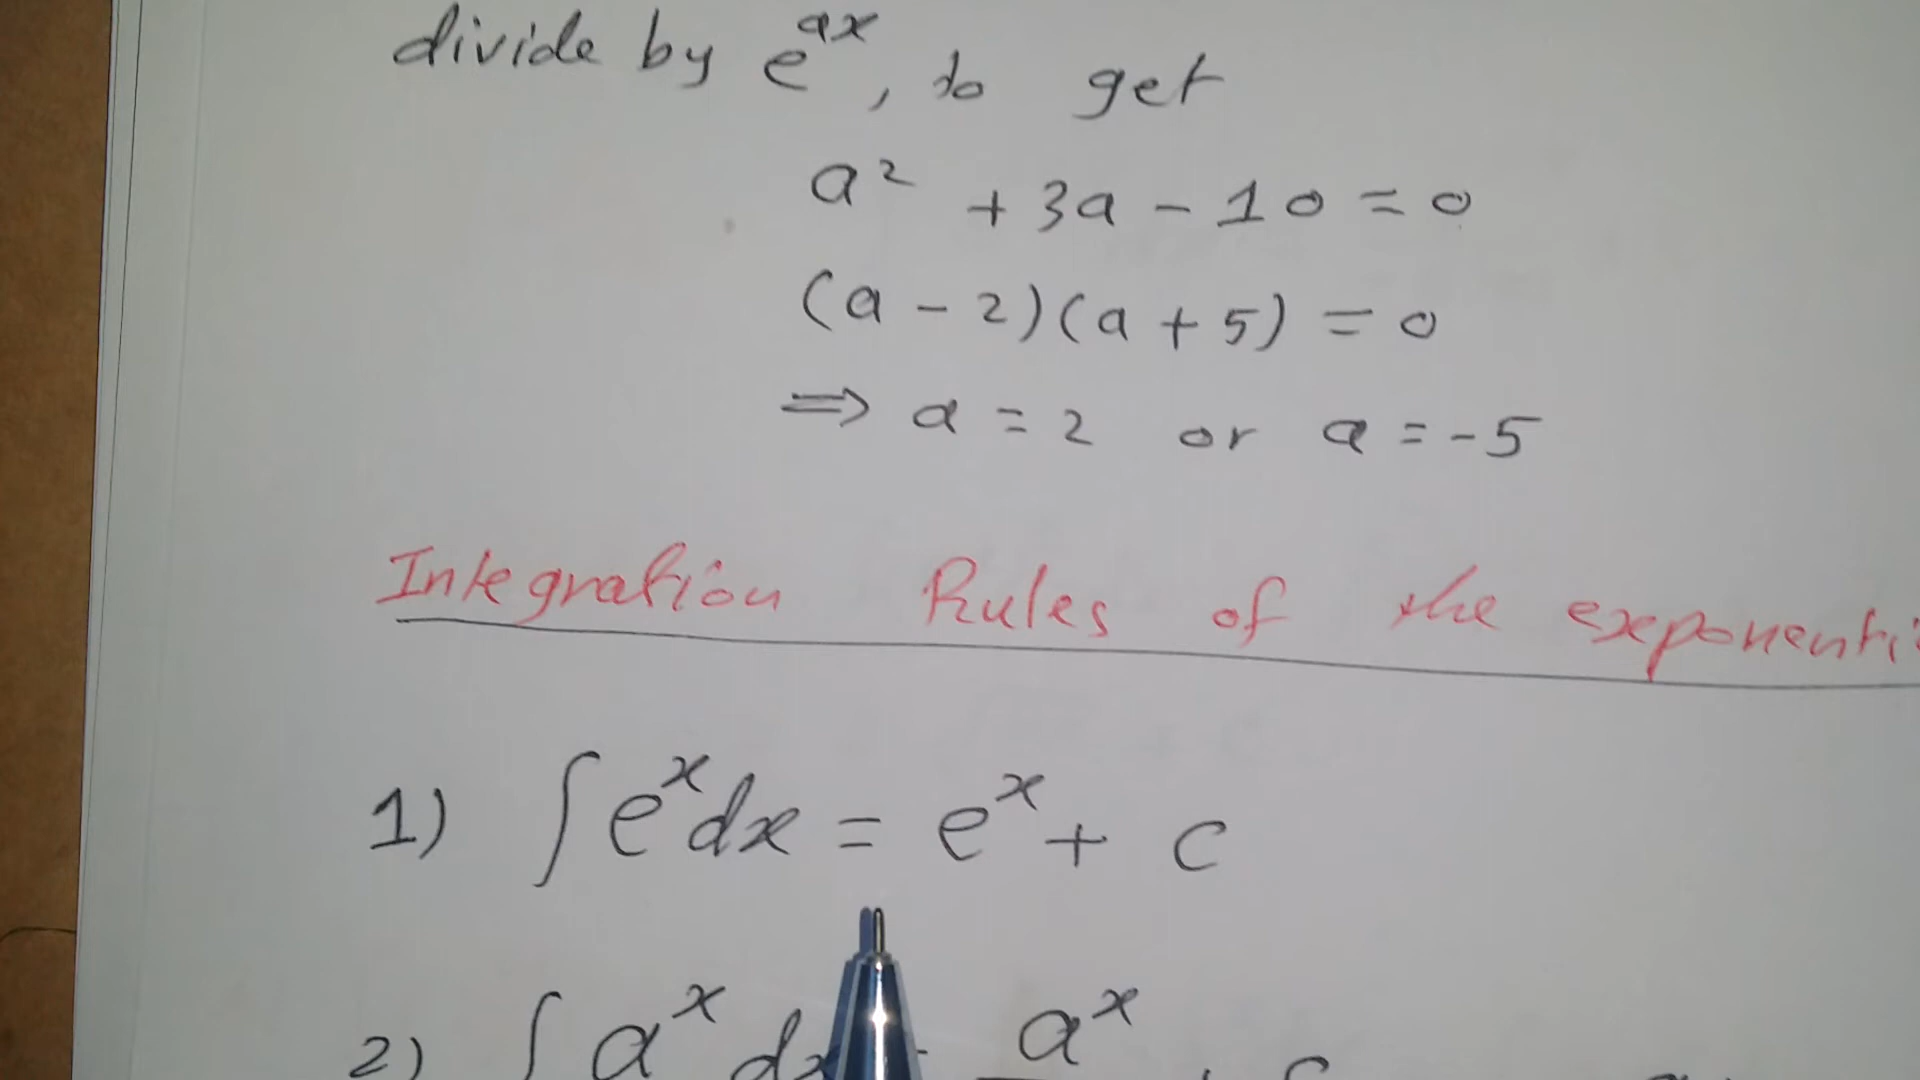 divide by e^ax, to get
a² + 3a - 10 = 0
(a - 2)(a + 5) = 0
⇒ a = 2 or a = -5
Integration Rules of the exponenti
1) ∫e^x dx = e^x + c
2) ∫a^x dx a^x